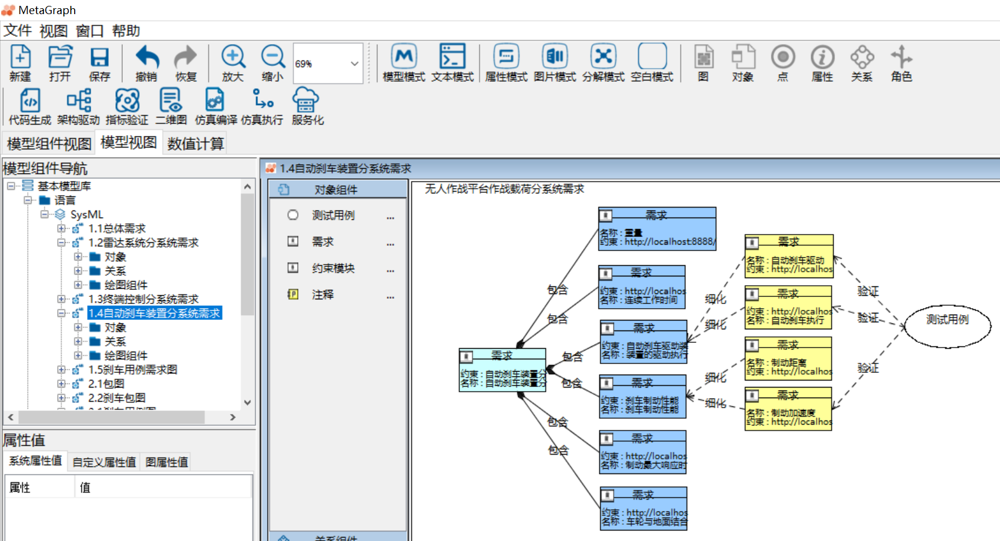 MetaGraph
文件 视图 窗口 帮助
新建 打开 保存 撤销 恢复 放大 缩小 69% 模型模式 文本模式 属性模式 图片模式 分解模式 空白模式 图 对象 点 属性 关系 角色
代码生成 架构驱动 指标验证 二维图 仿真编译 仿真执行 服务化
模型组件视图 模型视图 数值计算
模型组件导航
基本模型库
语言
SysML
1.1总体需求
1.2雷达系统分系统需求
对象
关系
绘图组件
1.3终端控制分系统需求
1.4自动刹车装置分系统需求
对象
关系
绘图组件
1.5刹车用例需求图
2.1包图
2.2刹车包图
属性值
系统属性值 自定义属性值 图属性值
属性 值
1.4自动刹车装置分系统需求
对象组件
测试用例 ...
需求 ...
约束模块 ...
注释 ...
关系组件
无人作战平台作战载荷分系统需求
需求
名称 : 重量
约束 : http://localhost:8888/
需求
约束 : http://localhos
名称 : 连续工作时间
需求
约束 : 自动刹车驱动装
名称 : 装置的驱动执行
需求
约束 : 刹车制动性能
名称 : 刹车制动性能
需求
约束 : http://localhos
名称 : 制动最大响应时
需求
约束 : http://localhos
名称 : 车轮与地面结合
需求
约束 : 自动刹车装置分
名称 : 自动刹车装置分
包含
包含
包含
包含
包含
包含
需求
名称 : 自动刹车驱动
约束 : http://localhos
需求
约束 : http://localhos
名称 : 自动刹车执行
需求
名称 : 制动距离
约束 : http://localhos
需求
名称 : 制动加速度
约束 : http://localhos
细化
细化
细化
细化
验证
验证
验证
测试用例